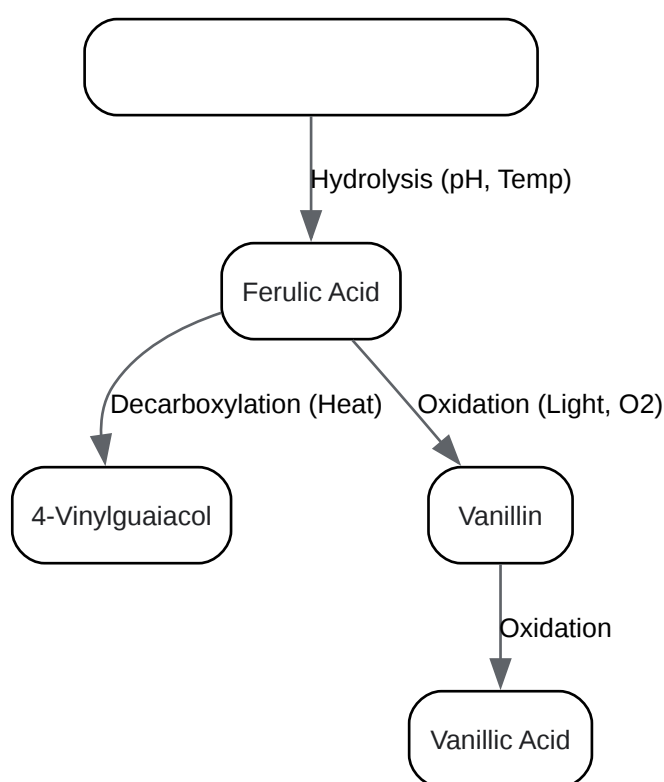 Hydrolysis (pH, Temp)
Ferulic Acid
Decarboxylation (Heat)
Oxidation (Light, O2)
4-Vinylguaiacol
Vanillin
Oxidation
Vanillic Acid